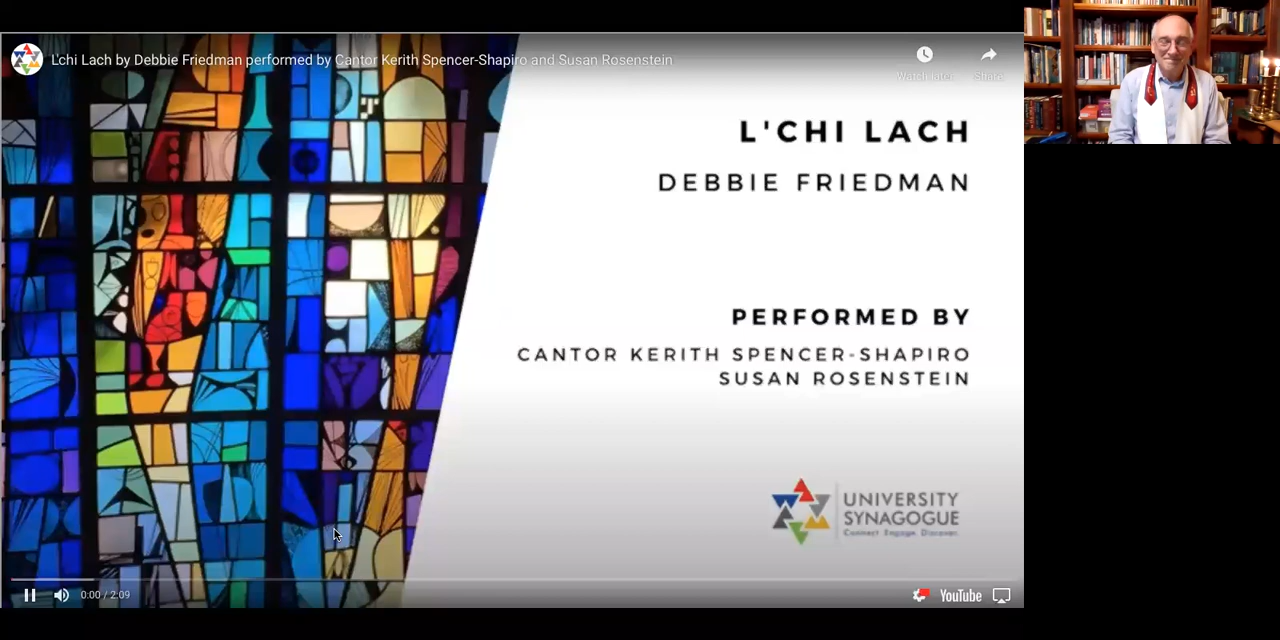 L'chi Lach by Debbie Friedman performed by Cantor Kerith Spencer-Shapiro and Susan Rosenstein
Watch later
Share
L'CHI LACH
DEBBIE FRIEDMAN
PERFORMED BY
CANTOR KERITH SPENCER-SHAPIRO
SUSAN ROSENSTEIN
UNIVERSITY
SYNAGOGUE
Connect. Engage. Discover.
0:00 / 2:09
YouTube